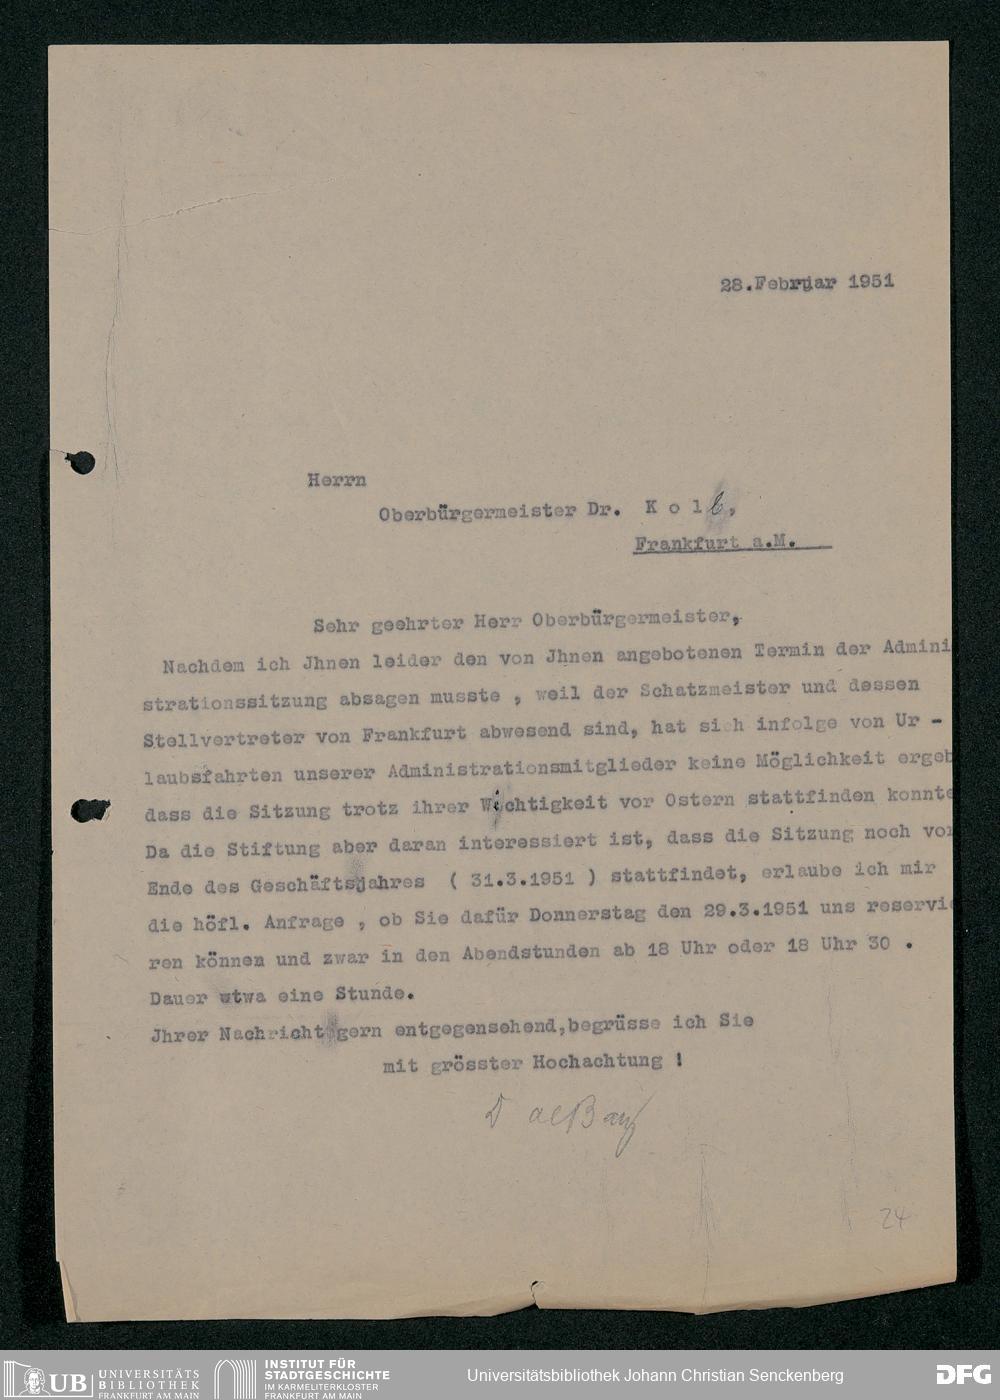 28.Februar 1951
Herrn
Oberbürgermeister Dr. K o l b,
Frankfurt a.M.
Sehr geehrter Herr Oberbürgermeister,
Nachdem ich Jhnen leider den von Jhnen angebotenen Termin der Admini
strationssitzung absagen musste , weil der Schatzmeister und dessen
Stellvertreter von Frankfurt abwesend sind, hat sich infolge von Ur -
laubsfahrten unserer Administrationsmitglieder keine Möglichkeit ergeb
dass die Sitzung trotz ihrer Wichtigkeit vor Ostern stattfinden konnte
Da die Stiftung aber daran interessiert ist, dass die Sitzung noch vor
Ende des Geschäftsjahres ( 31.3.1951 ) stattfindet, erlaube ich mir
die höfl. Anfrage , ob Sie dafür Donnerstag den 29.3.1951 uns reservie
ren können und zwar in den Abendstunden ab 18 Uhr oder 18 Uhr 30 .
Dauer etwa eine Stunde.
Jhrer Nachricht gern entgegensehend,begrüsse ich Sie
mit grösster Hochachtung !
24
UB UNIVERSITÄTS
BIBLIOTHEK
FRANKFURT AM MAIN
INSTITUT FÜR
STADTGESCHICHTE
IM KARMELITERKLOSTER
FRANKFURT AM MAIN
Universitätsbibliothek Johann Christian Senckenberg
DFG